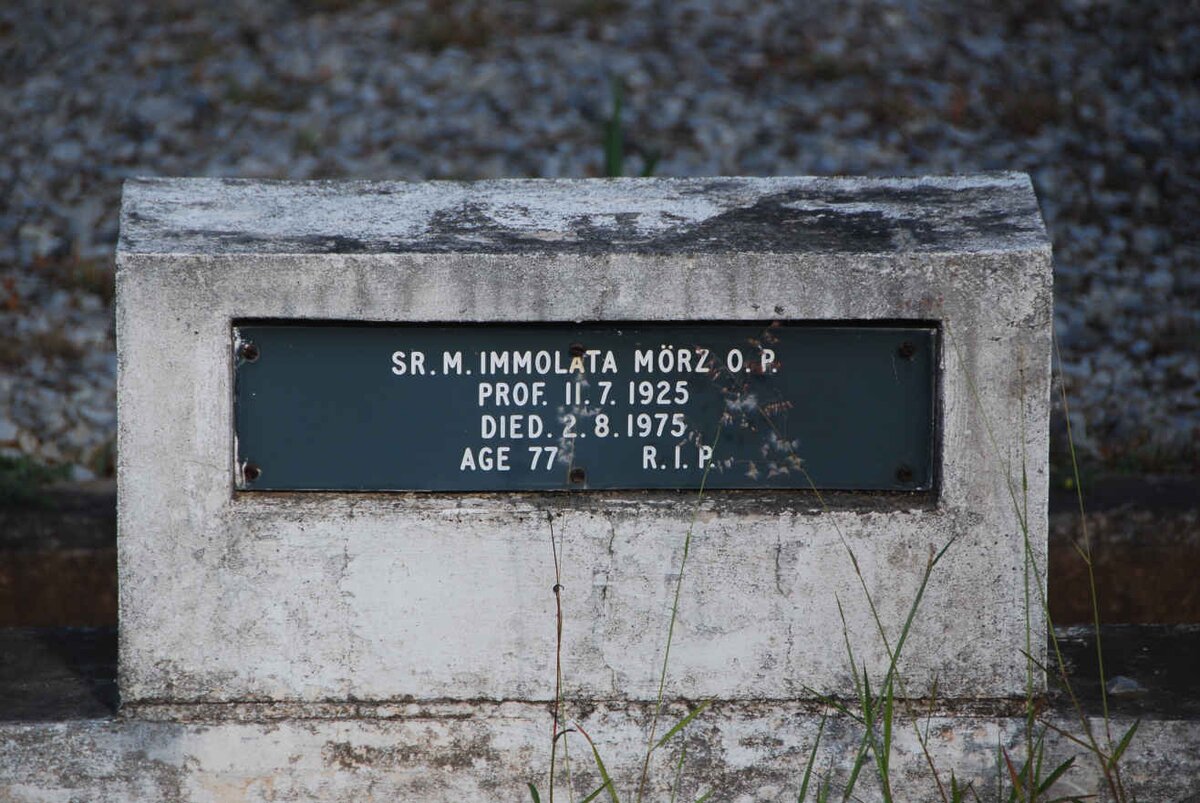 SR. M. IMMOLATA MÖRZ O. P.
PROF. 11. 7. 1925
DIED. 2. 8. 1975
AGE 77 R. I. P